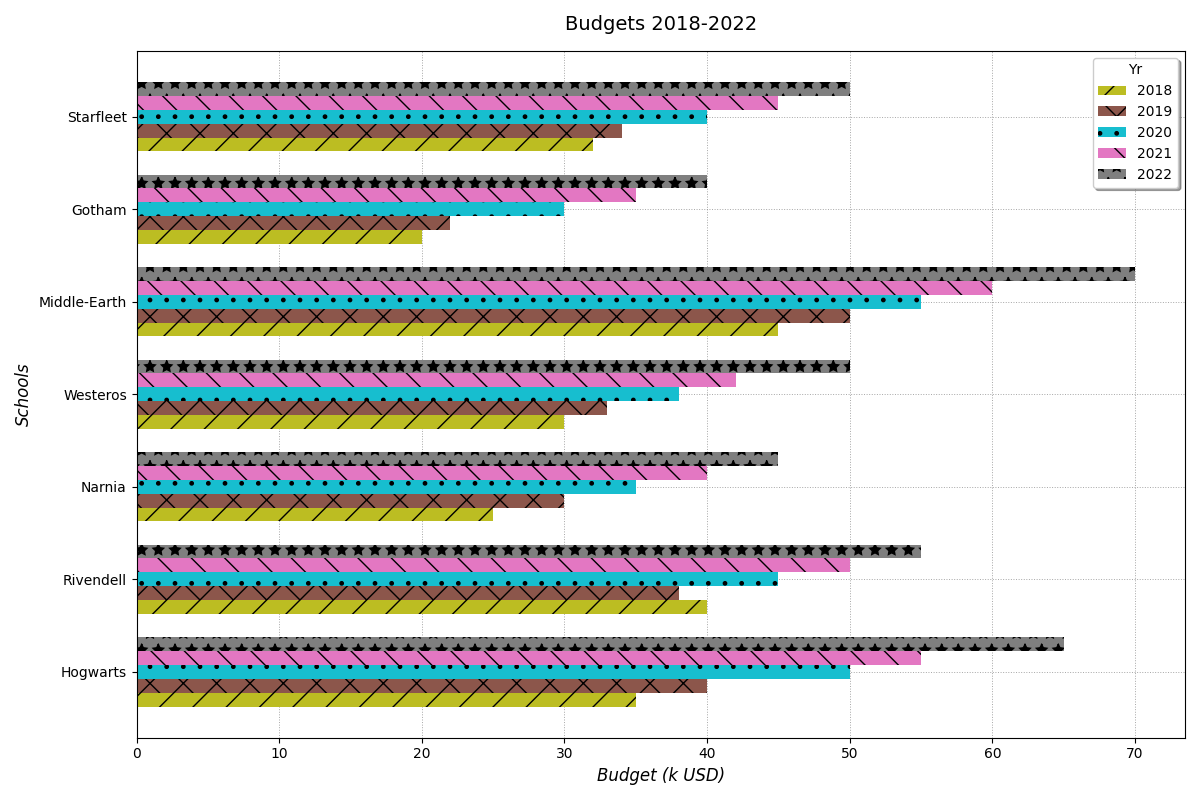 Budgets 2018-2022
Yr
2018
2019
2020
2021
2022
Starfleet
Gotham
Middle-Earth
Westeros
Narnia
Rivendell
Hogwarts
Schools
0 10 20 30 40 50 60 70
Budget (k USD)